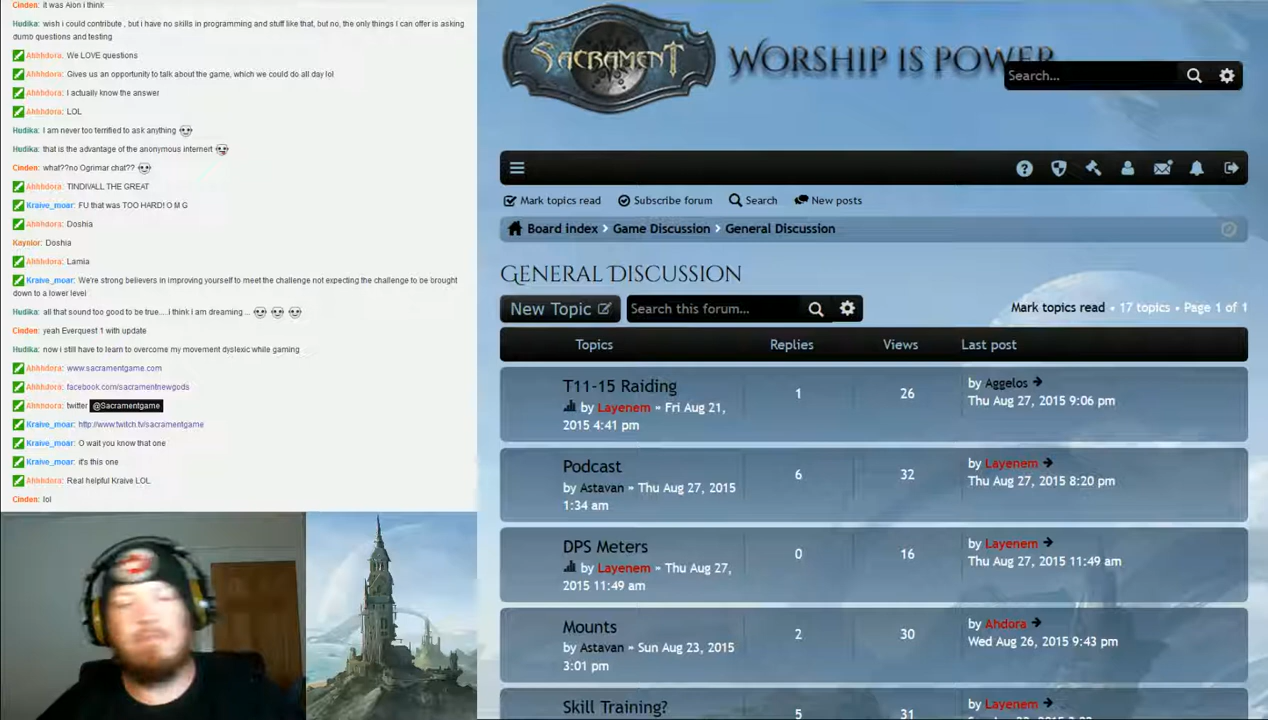 Cinden: it was Aion i think
Hudika: wish i could contribute , but i have no skills in programming and stuff like that, but no, the only things I can offer is asking
dumb questions and testing
Ahhhdora: We LOVE questions
Ahhhdora: Gives us an opportunity to talk about the game, which we could do all day lol
Ahhhdora: I actually know the answer
Ahhhdora: LOL
Hudika: I am never too terrified to ask anything
Hudika: that is the advantage of the anonymous internert
Cinden: what??no Ogrimar chat??
Ahhhdora: TINDIVALL THE GREAT
Kraive_moar: FU that was TOO HARD! O M G
Ahhhdora: Doshia
Kaynlor: Doshia
Ahhhdora: Lamia
Kraive_moar: We're strong believers in improving yourself to meet the challenge not expecting the challenge to be brought
down to a lower level
Hudika: all that sound too good to be true.....i think i am dreaming...
Cinden: yeah Everquest 1 with update
Hudika: now i still have to learn to overcome my movement dyslexic while gaming
Ahhhdora: www.sacramentgame.com
Ahhhdora: facebook.com/sacramentnewgods
Ahhhdora: twitter @Sacramentgame
Kraive_moar: http://www.twitch.tv/sacramentgame
Kraive_moar: O wait you know that one
Kraive_moar: it's this one
Ahhhdora: Real helpful Kraive LOL
Cinden: lol
SACRAMENT
WORSHIP IS POWER
Search...
Mark topics read Subscribe forum Search New posts
Board index Game Discussion General Discussion
GENERAL DISCUSSION
New Topic Search this forum... Mark topics read • 17 topics • Page 1 of 1
Topics Replies Views Last post
T11-15 Raiding
by Layenem » Fri Aug 21,
2015 4:41 pm
1
26
by Aggelos
Thu Aug 27, 2015 9:06 pm
Podcast
by Astavan » Thu Aug 27, 2015
1:34 am
6
32
by Layenem
Thu Aug 27, 2015 8:20 pm
DPS Meters
by Layenem » Thu Aug 27,
2015 11:49 am
0
16
by Layenem
Thu Aug 27, 2015 11:49 am
Mounts
by Astavan » Sun Aug 23, 2015
3:01 pm
2
30
by Ahdora
Wed Aug 26, 2015 9:43 pm
Skill Training?
5
31
by Layenem